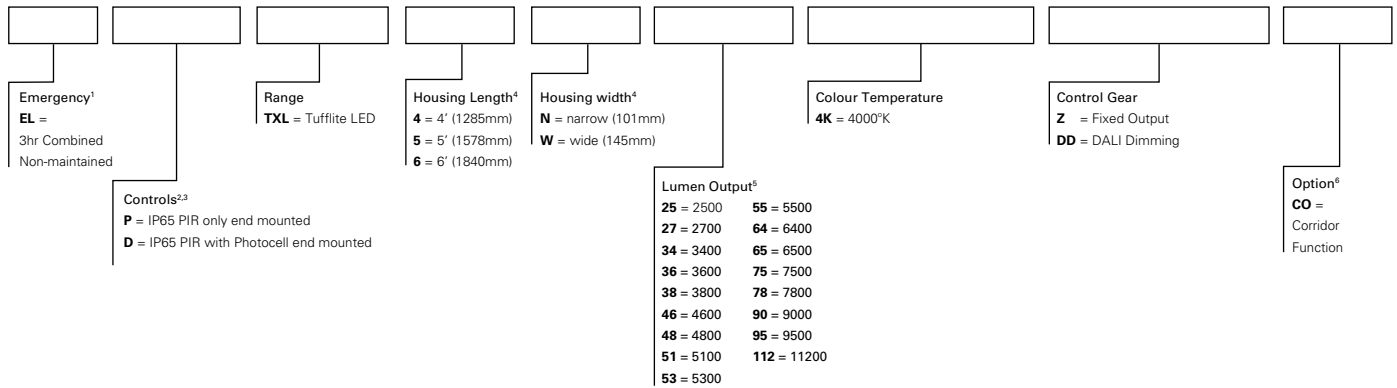 Emergency¹
EL =
3hr Combined
Non-maintained
Controls²,³
P = IP65 PIR only end mounted
D = IP65 PIR with Photocell end mounted
Range
TXL = Tufflite LED
Housing Length⁴
4 = 4’ (1285mm)
5 = 5’ (1578mm)
6 = 6’ (1840mm)
Housing width⁴
N = narrow (101mm)
W = wide (145mm)
Lumen Output⁵
25 = 2500 55 = 5500
27 = 2700 64 = 6400
34 = 3400 65 = 6500
36 = 3600 75 = 7500
38 = 3800 78 = 7800
46 = 4600 90 = 9000
48 = 4800 95 = 9500
51 = 5100 112 = 11200
53 = 5300
Colour Temperature
4K = 4000°K
Control Gear
Z = Fixed Output
DD = DALI Dimming
Option⁶
CO =
Corridor
Function